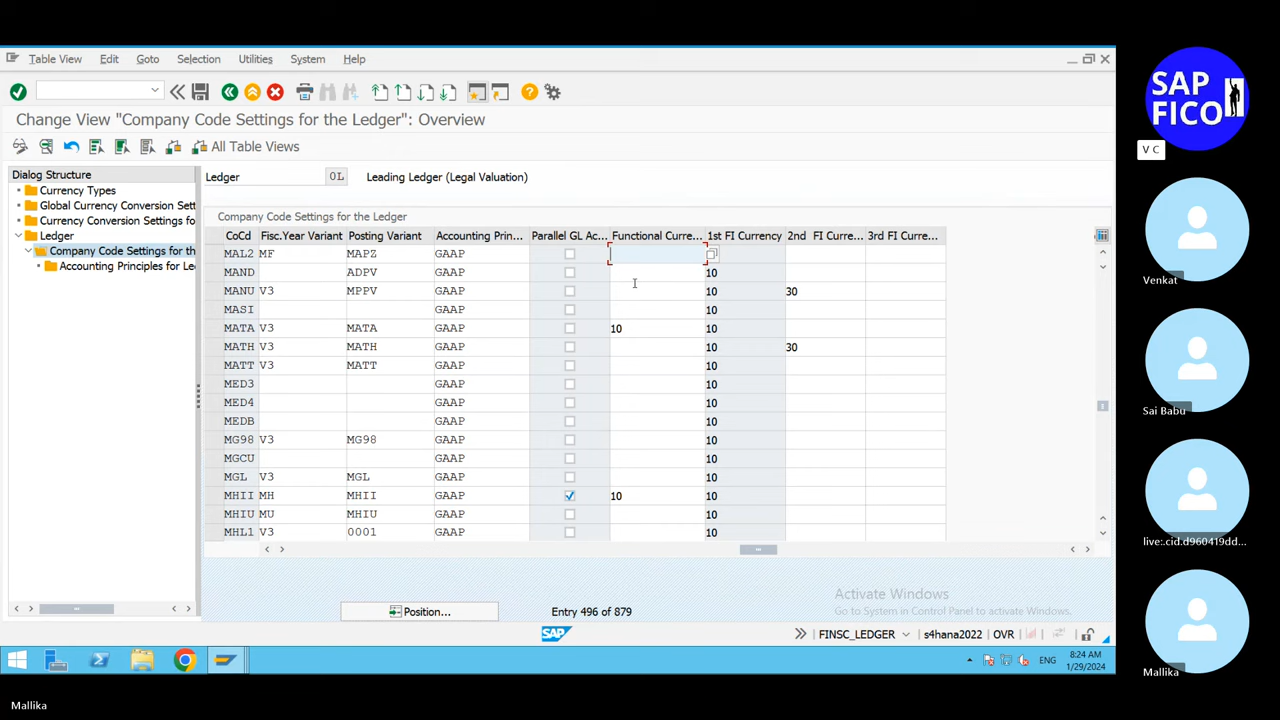 Table View Edit Goto Selection Utilities System Help
Change View "Company Code Settings for the Ledger": Overview
All Table Views
Dialog Structure
Currency Types
Global Currency Conversion Sett
Currency Conversion Settings fo
Ledger
Company Code Settings for th
Accounting Principles for Le
Ledger 0L Leading Ledger (Legal Valuation)
Company Code Settings for the Ledger
CoCd Fisc.Year Variant Posting Variant Accounting Prin... Parallel GL Ac... Functional Curre... 1st FI Currency 2nd FI Curre... 3rd FI Curre...
MAL2 MF MAPZ GAAP
MAND ADPV GAAP 10
MANU V3 MPPV GAAP 10 30
MASI GAAP 10
MATA V3 MATA GAAP 10 10
MATH V3 MATH GAAP 10 30
MATT V3 MATT GAAP 10
MED3 GAAP 10
MED4 GAAP 10
MEDB GAAP 10
MG98 V3 MG98 GAAP 10
MGCU GAAP 10
MGL V3 MGL GAAP 10
MHII MH MHII GAAP 10 10
MHIU MU MHIU GAAP 10
MHL1 V3 0001 GAAP 10
Position...
Entry 496 of 879
Activate Windows
Go to System in Control Panel to activate Windows.
SAP
FINSC_LEDGER s4hana2022 OVR
ENG
8:24 AM
1/29/2024
SAP
FICO
V C
Venkat
Sai Babu
live:.cid.d960419dd...
Mallika
Mallika